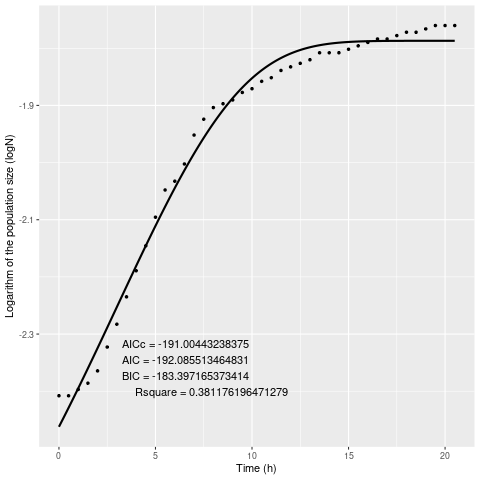 Logarithm of the population size (logN)
-1.9
-2.1
-2.3
AICc = -191.00443238375
AIC = -192.085513464831
BIC = -183.397165373414
Rsquare = 0.381176196471279
0 5 10 15 20
Time (h)